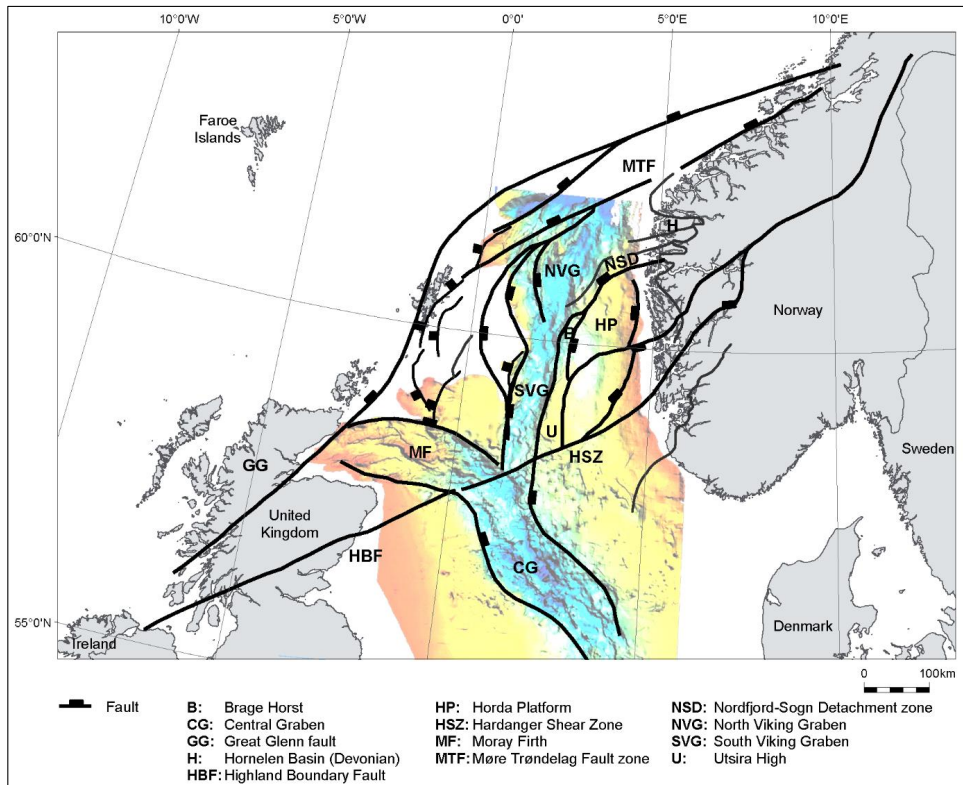 10°0'W
5°0'W
0°0'
5°0'E
10°0'E
Faroe
Islands
MTF
60°0'N
H
NSD
NVG
Norway
HP
B
SVG
U
Sweden
MF
HSZ
GG
United
Kingdom
HBF
CG
55°0'N
Ireland
Denmark
0 100km
Fault
B: Brage Horst
CG: Central Graben
GG: Great Glenn fault
H: Hornelen Basin (Devonian)
HBF: Highland Boundary Fault
HP: Horda Platform
HSZ: Hardanger Shear Zone
MF: Moray Firth
MTF: Møre Trøndelag Fault zone
NSD: Nordfjord-Sogn Detachment zone
NVG: North Viking Graben
SVG: South Viking Graben
U: Utsira High